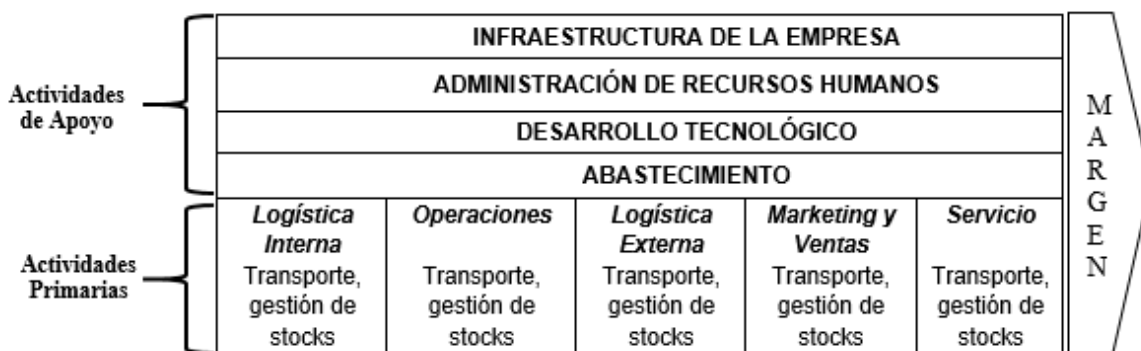 INFRAESTRUCTURA DE LA EMPRESA
ADMINISTRACIÓN DE RECURSOS HUMANOS
Actividades
de Apoyo
DESARROLLO TECNOLÓGICO
ABASTECIMIENTO
Actividades
Primarias
Logística
Interna
Transporte,
gestión de
stocks
Operaciones
Transporte,
gestión de
stocks
Logística
Externa
Transporte,
gestión de
stocks
Marketing y
Ventas
Transporte,
gestión de
stocks
Servicio
Transporte,
gestión de
stocks
MARGEN